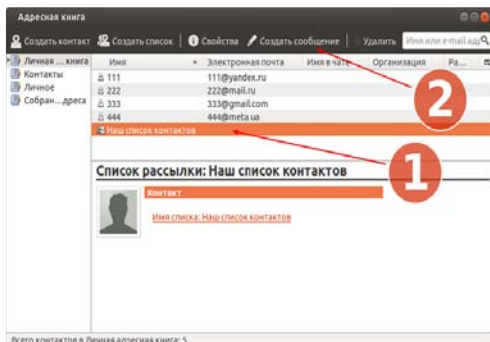 Адресная книга
Создать контакт Создать список Свойства Создать сообщение Удалить Имя или e-mail адр
Личная ... книга Имя Электронная почта Имя в чате Организация Ра...
Контакты 111 111@yandex.ru
Личное 222 222@mail.ru
Собран...дреса 333 333@gmail.com
444 444@meta.ua
Наш список контактов
2
1
Список рассылки: Наш список контактов
Контакт
Имя списка: Наш список контактов
Всего контактов в Личная адресная книга: 5